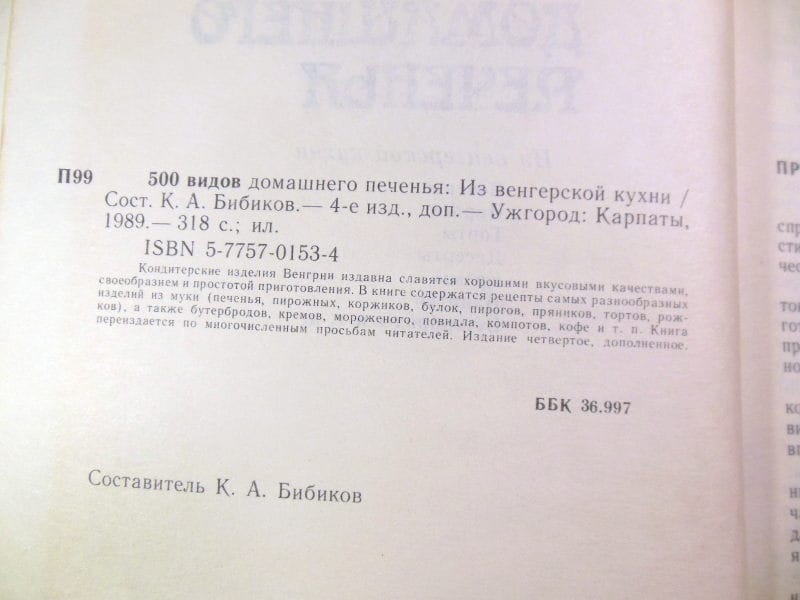 П99
500 видов домашнего печенья: Из венгерской кухни /
Сост. К. А. Бибиков.— 4-е изд., доп.— Ужгород: Карпаты,
1989.— 318 с.; ил.
ISBN 5-7757-0153-4
Кондитерские изделия Венгрии издавна славятся хорошими вкусовыми качествами,
своеобразием и простотой приготовления. В книге содержатся рецепты самых разнообразных
изделий из муки (печенья, пирожных, коржиков, булок, пирогов, пряников, тортов, рож-
ков), а также бутербродов, кремов, мороженого, повидла, компотов, кофе и т. п. Книга
переиздается по многочисленным просьбам читателей. Издание четвертое, дополненное.
ББК 36.997
Составитель К. А. Бибиков